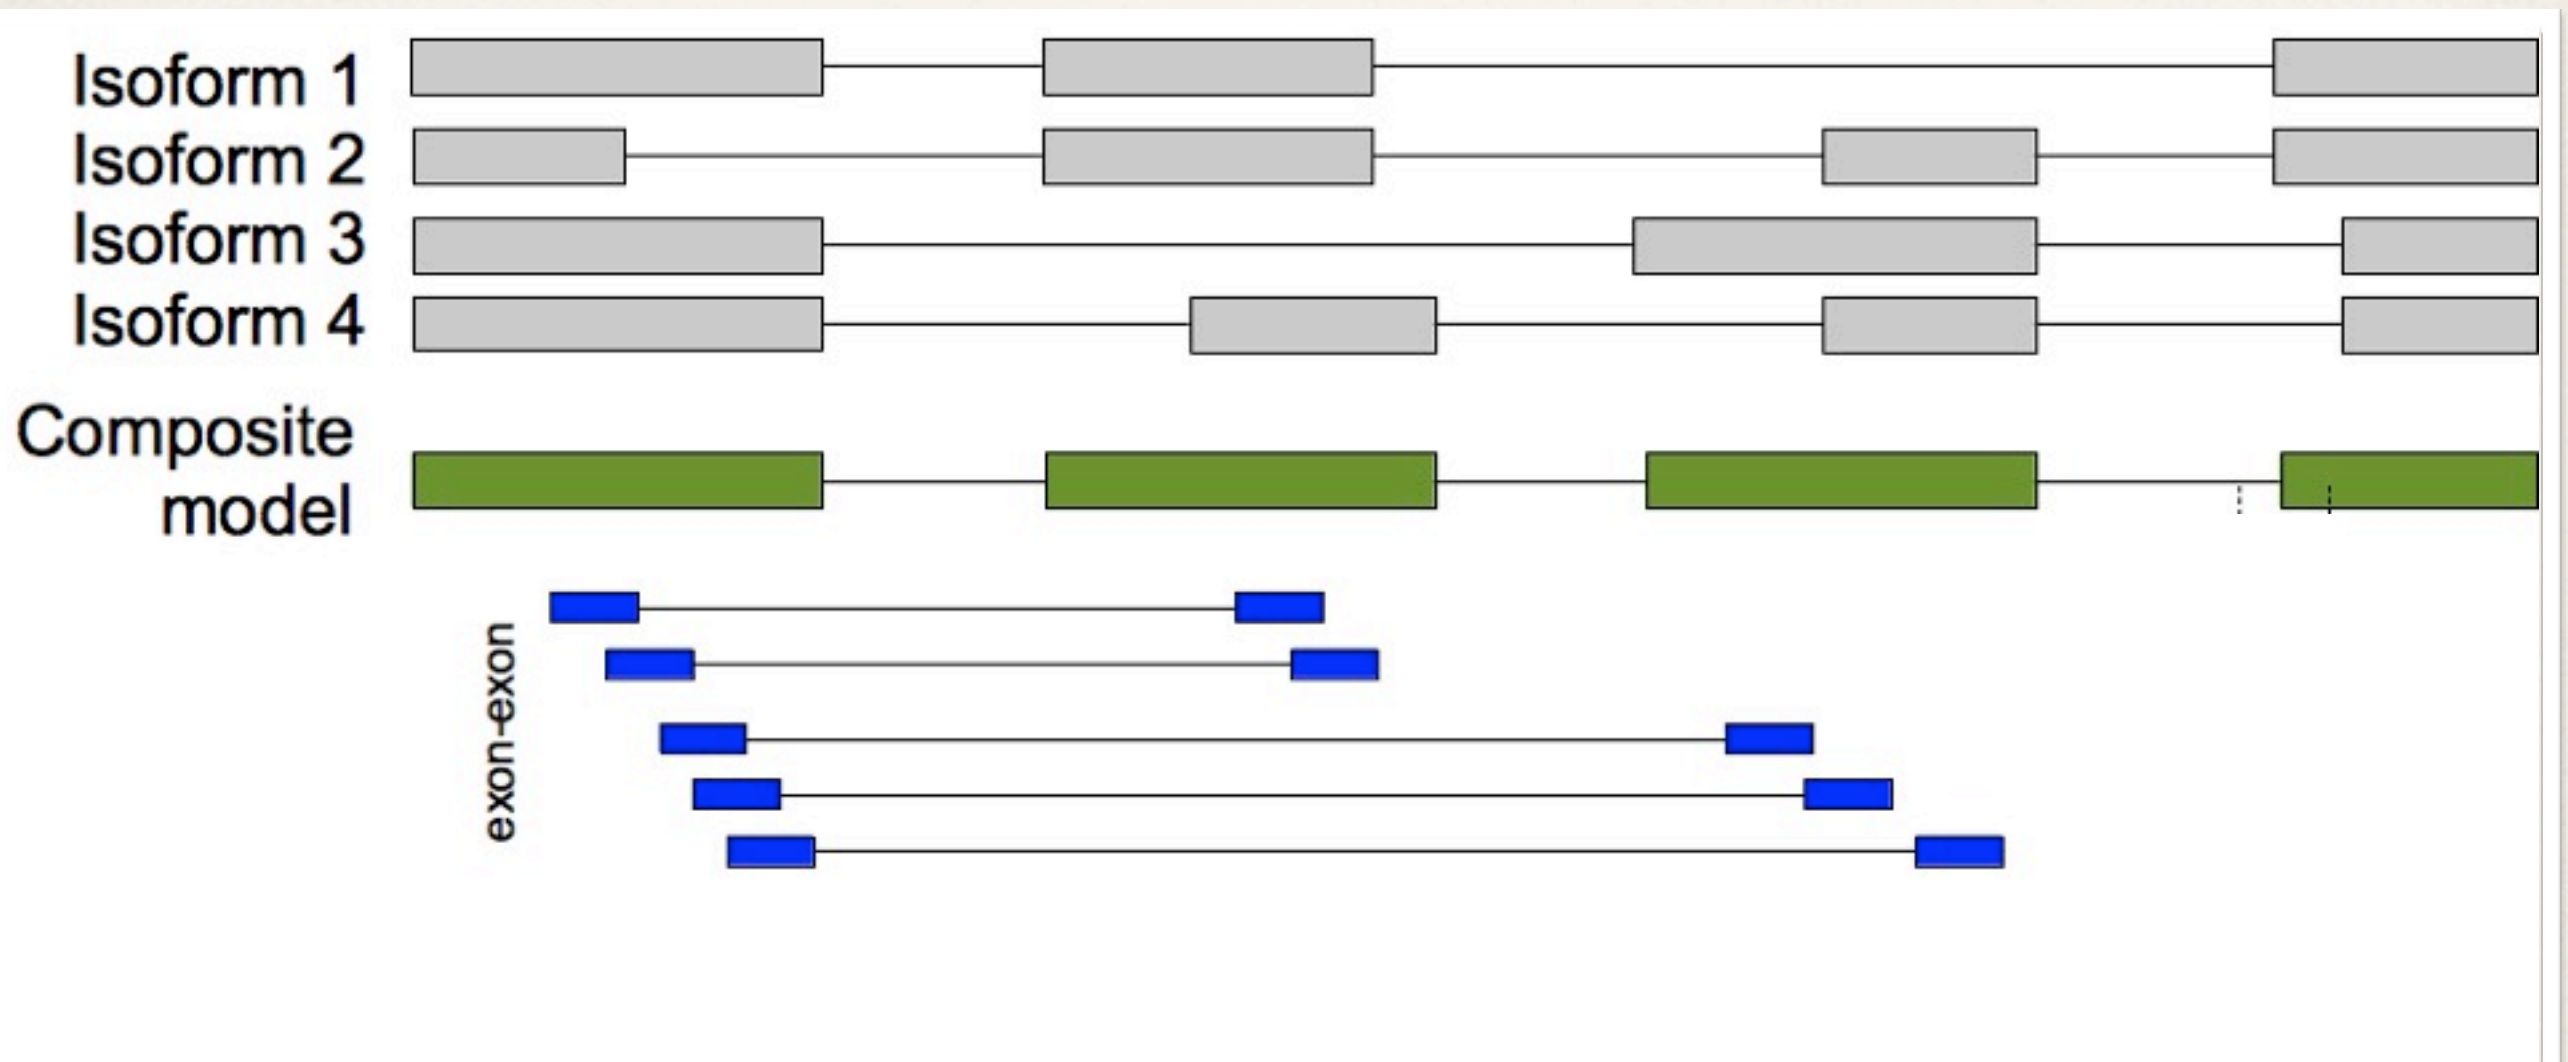 Isoform 1
Isoform 2
Isoform 3
Isoform 4
Composite
model
exon-exon